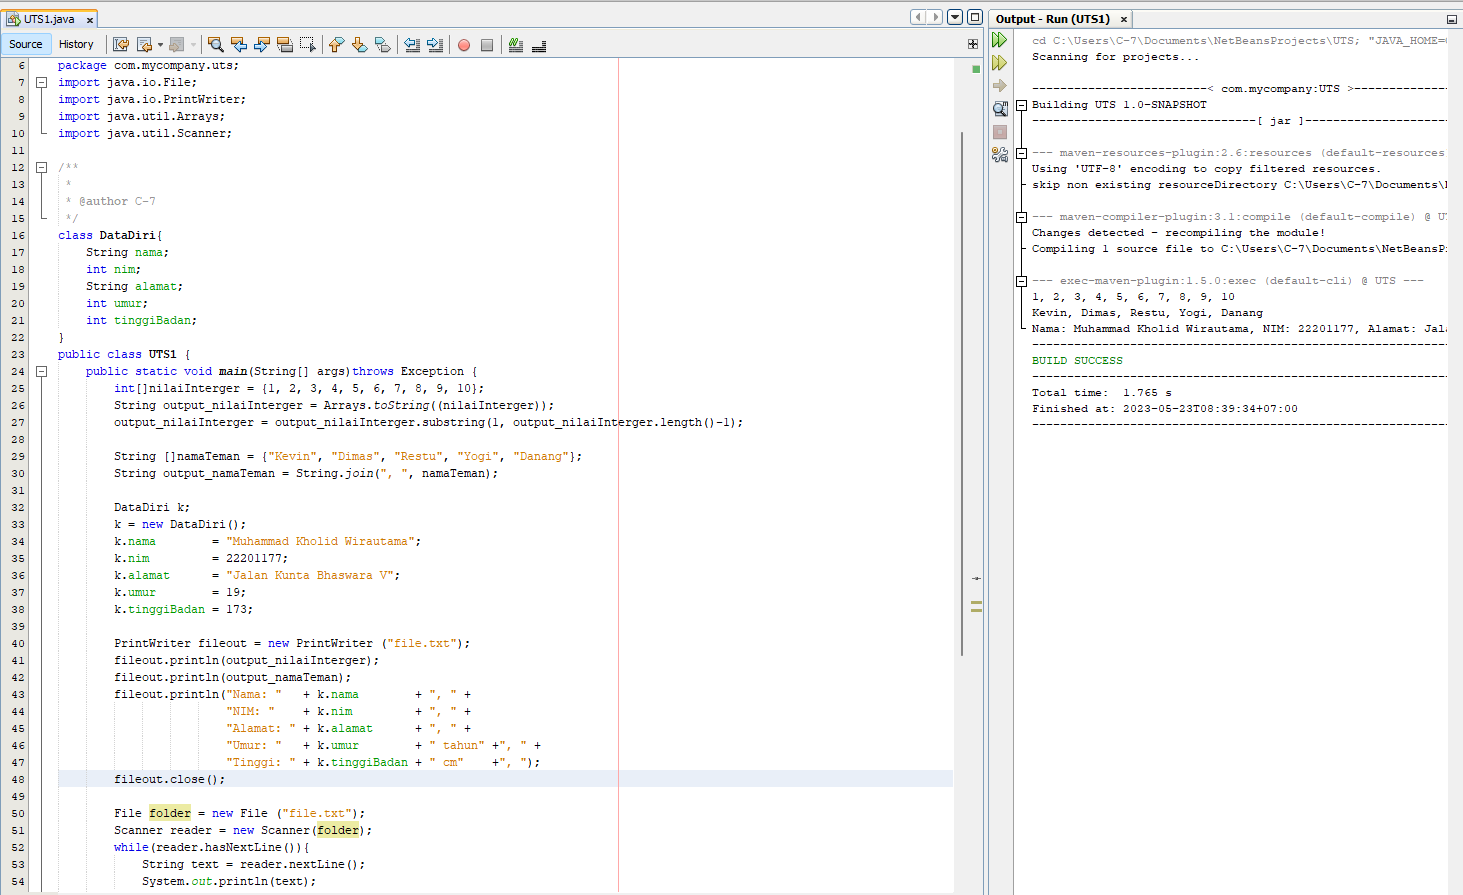 UTS1.java
Source History
6 package com.mycompany.uts;
7 import java.io.File;
8 import java.io.PrintWriter;
9 import java.util.Arrays;
10 import java.util.Scanner;
11
12 /**
13 *
14 * @author C-7
15 */
16 class DataDiri{
17 String nama;
18 int nim;
19 String alamat;
20 int umur;
21 int tinggiBadan;
22 }
23 public class UTS1 {
24 public static void main(String[] args)throws Exception {
25 int[]nilaiInterger = {1, 2, 3, 4, 5, 6, 7, 8, 9, 10};
26 String output_nilaiInterger = Arrays.toString((nilaiInterger));
27 output_nilaiInterger = output_nilaiInterger.substring(1, output_nilaiInterger.length()-1);
28
29 String []namaTeman = {"Kevin", "Dimas", "Restu", "Yogi", "Danang"};
30 String output_namaTeman = String.join(", ", namaTeman);
31
32 DataDiri k;
33 k = new DataDiri();
34 k.nama = "Muhammad Kholid Wirautama";
35 k.nim = 22201177;
36 k.alamat = "Jalan Kunta Bhaswara V";
37 k.umur = 19;
38 k.tinggiBadan = 173;
39
40 PrintWriter fileout = new PrintWriter ("file.txt");
41 fileout.println(output_nilaiInterger);
42 fileout.println(output_namaTeman);
43 fileout.println("Nama: " + k.nama + ", " +
44 "NIM: " + k.nim + ", " +
45 "Alamat: " + k.alamat + ", " +
46 "Umur: " + k.umur + " tahun" +", " +
47 "Tinggi: " + k.tinggiBadan + " cm" +", ");
48 fileout.close();
49
50 File folder = new File ("file.txt");
51 Scanner reader = new Scanner(folder);
52 while(reader.hasNextLine()){
53 String text = reader.nextLine();
54 System.out.println(text);
Output - Run (UTS1)
cd C:\Users\C-7\Documents\NetBeansProjects\UTS; "JAVA_HOME=
Scanning for projects...
-------------------------< com.mycompany:UTS >-------------
Building UTS 1.0-SNAPSHOT
--------------------------------[ jar ]--------------------
--- maven-resources-plugin:2.6:resources (default-resources
Using 'UTF-8' encoding to copy filtered resources.
skip non existing resourceDirectory C:\Users\C-7\Documents\
--- maven-compiler-plugin:3.1:compile (default-compile) @ U
Changes detected - recompiling the module!
Compiling 1 source file to C:\Users\C-7\Documents\NetBeansP
--- exec-maven-plugin:1.5.0:exec (default-cli) @ UTS ---
1, 2, 3, 4, 5, 6, 7, 8, 9, 10
Kevin, Dimas, Restu, Yogi, Danang
Nama: Muhammad Kholid Wirautama, NIM: 22201177, Alamat: Jal
-----------------------------------------------------------
BUILD SUCCESS
-----------------------------------------------------------
Total time: 1.765 s
Finished at: 2023-05-23T08:39:34+07:00
-----------------------------------------------------------